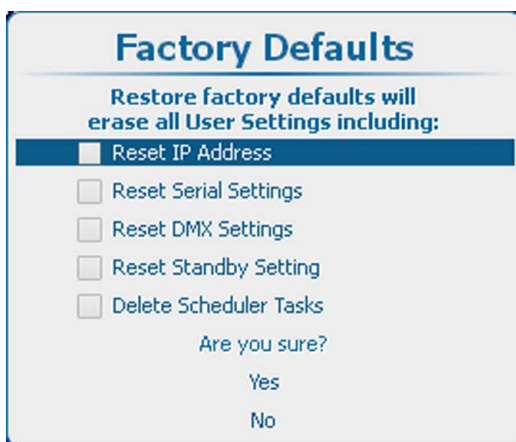 Factory Defaults
Restore factory defaults will
erase all User Settings including:
Reset IP Address
Reset Serial Settings
Reset DMX Settings
Reset Standby Setting
Delete Scheduler Tasks
Are you sure?
Yes
No